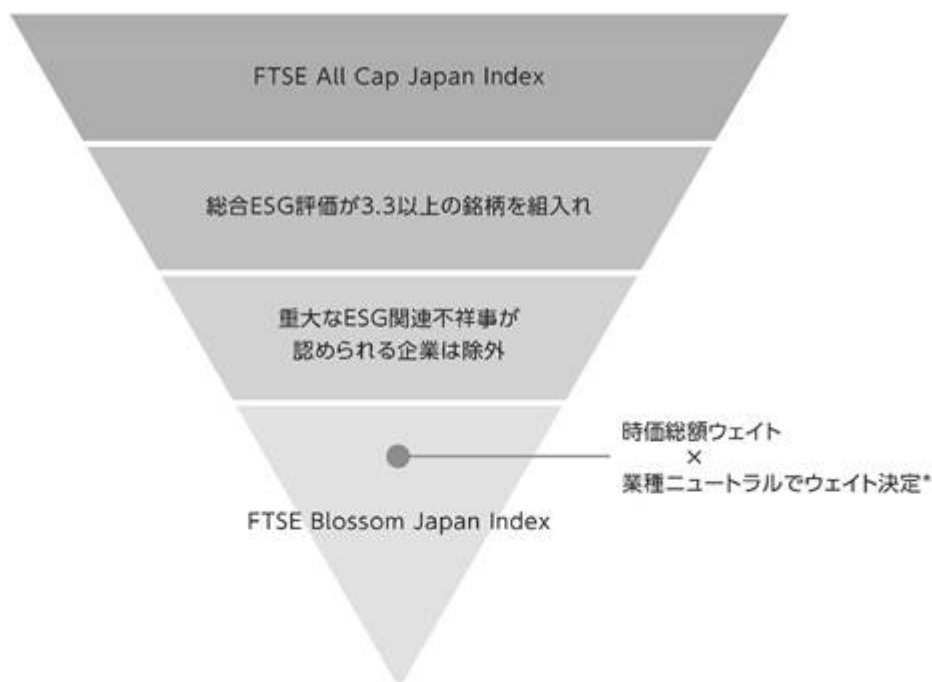 FTSE All Cap Japan Index
総合ESG評価が3.3以上の銘柄を組入れ
重大なESG関連不祥事が
認められる企業は除外
時価総額ウェイト
×
業種ニュートラルでウェイト決定*
FTSE Blossom Japan Index